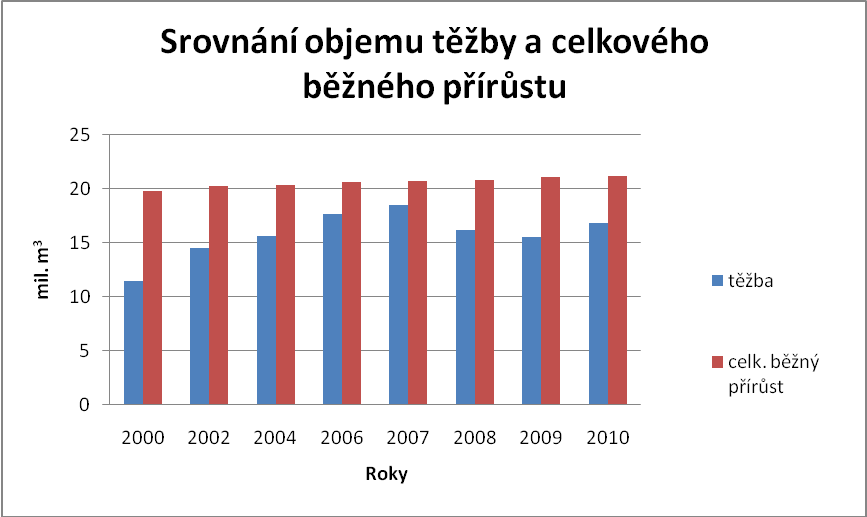 Srovnání objemu těžby a celkového
běžného přírůstu
25
20
15
10
5
0
mil. m³
2000 2002 2004 2006 2007 2008 2009 2010
Roky
těžba
celk. běžný
přírůst